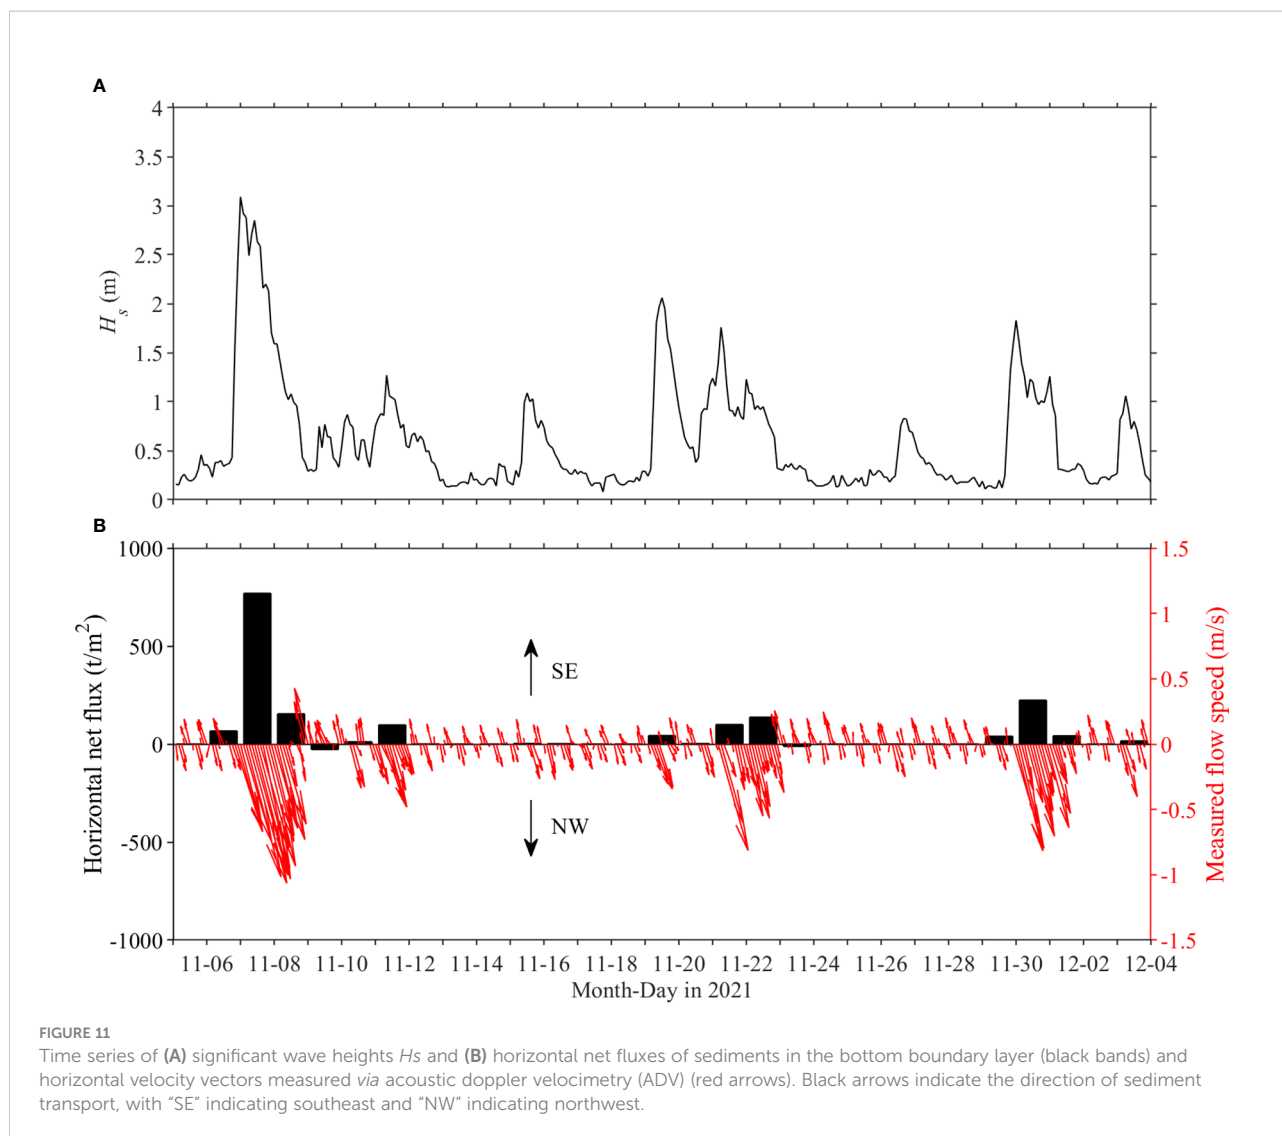 A
4
3.5
3
2.5
2
1.5
1
0.5
0
Hs (m)
B
1000
500
0
-500
-1000
Horizontal net flux (t/m²)
SE
NW
1.5
1
0.5
0
-0.5
-1
-1.5
Measured flow speed (m/s)
11-06 11-08 11-10 11-12 11-14 11-16 11-18 11-20 11-22 11-24 11-26 11-28 11-30 12-02 12-04
Month-Day in 2021
FIGURE 11
Time series of (A) significant wave heights Hs and (B) horizontal net fluxes of sediments in the bottom boundary layer (black bands) and
horizontal velocity vectors measured via acoustic doppler velocimetry (ADV) (red arrows). Black arrows indicate the direction of sediment
transport, with “SE” indicating southeast and “NW” indicating northwest.